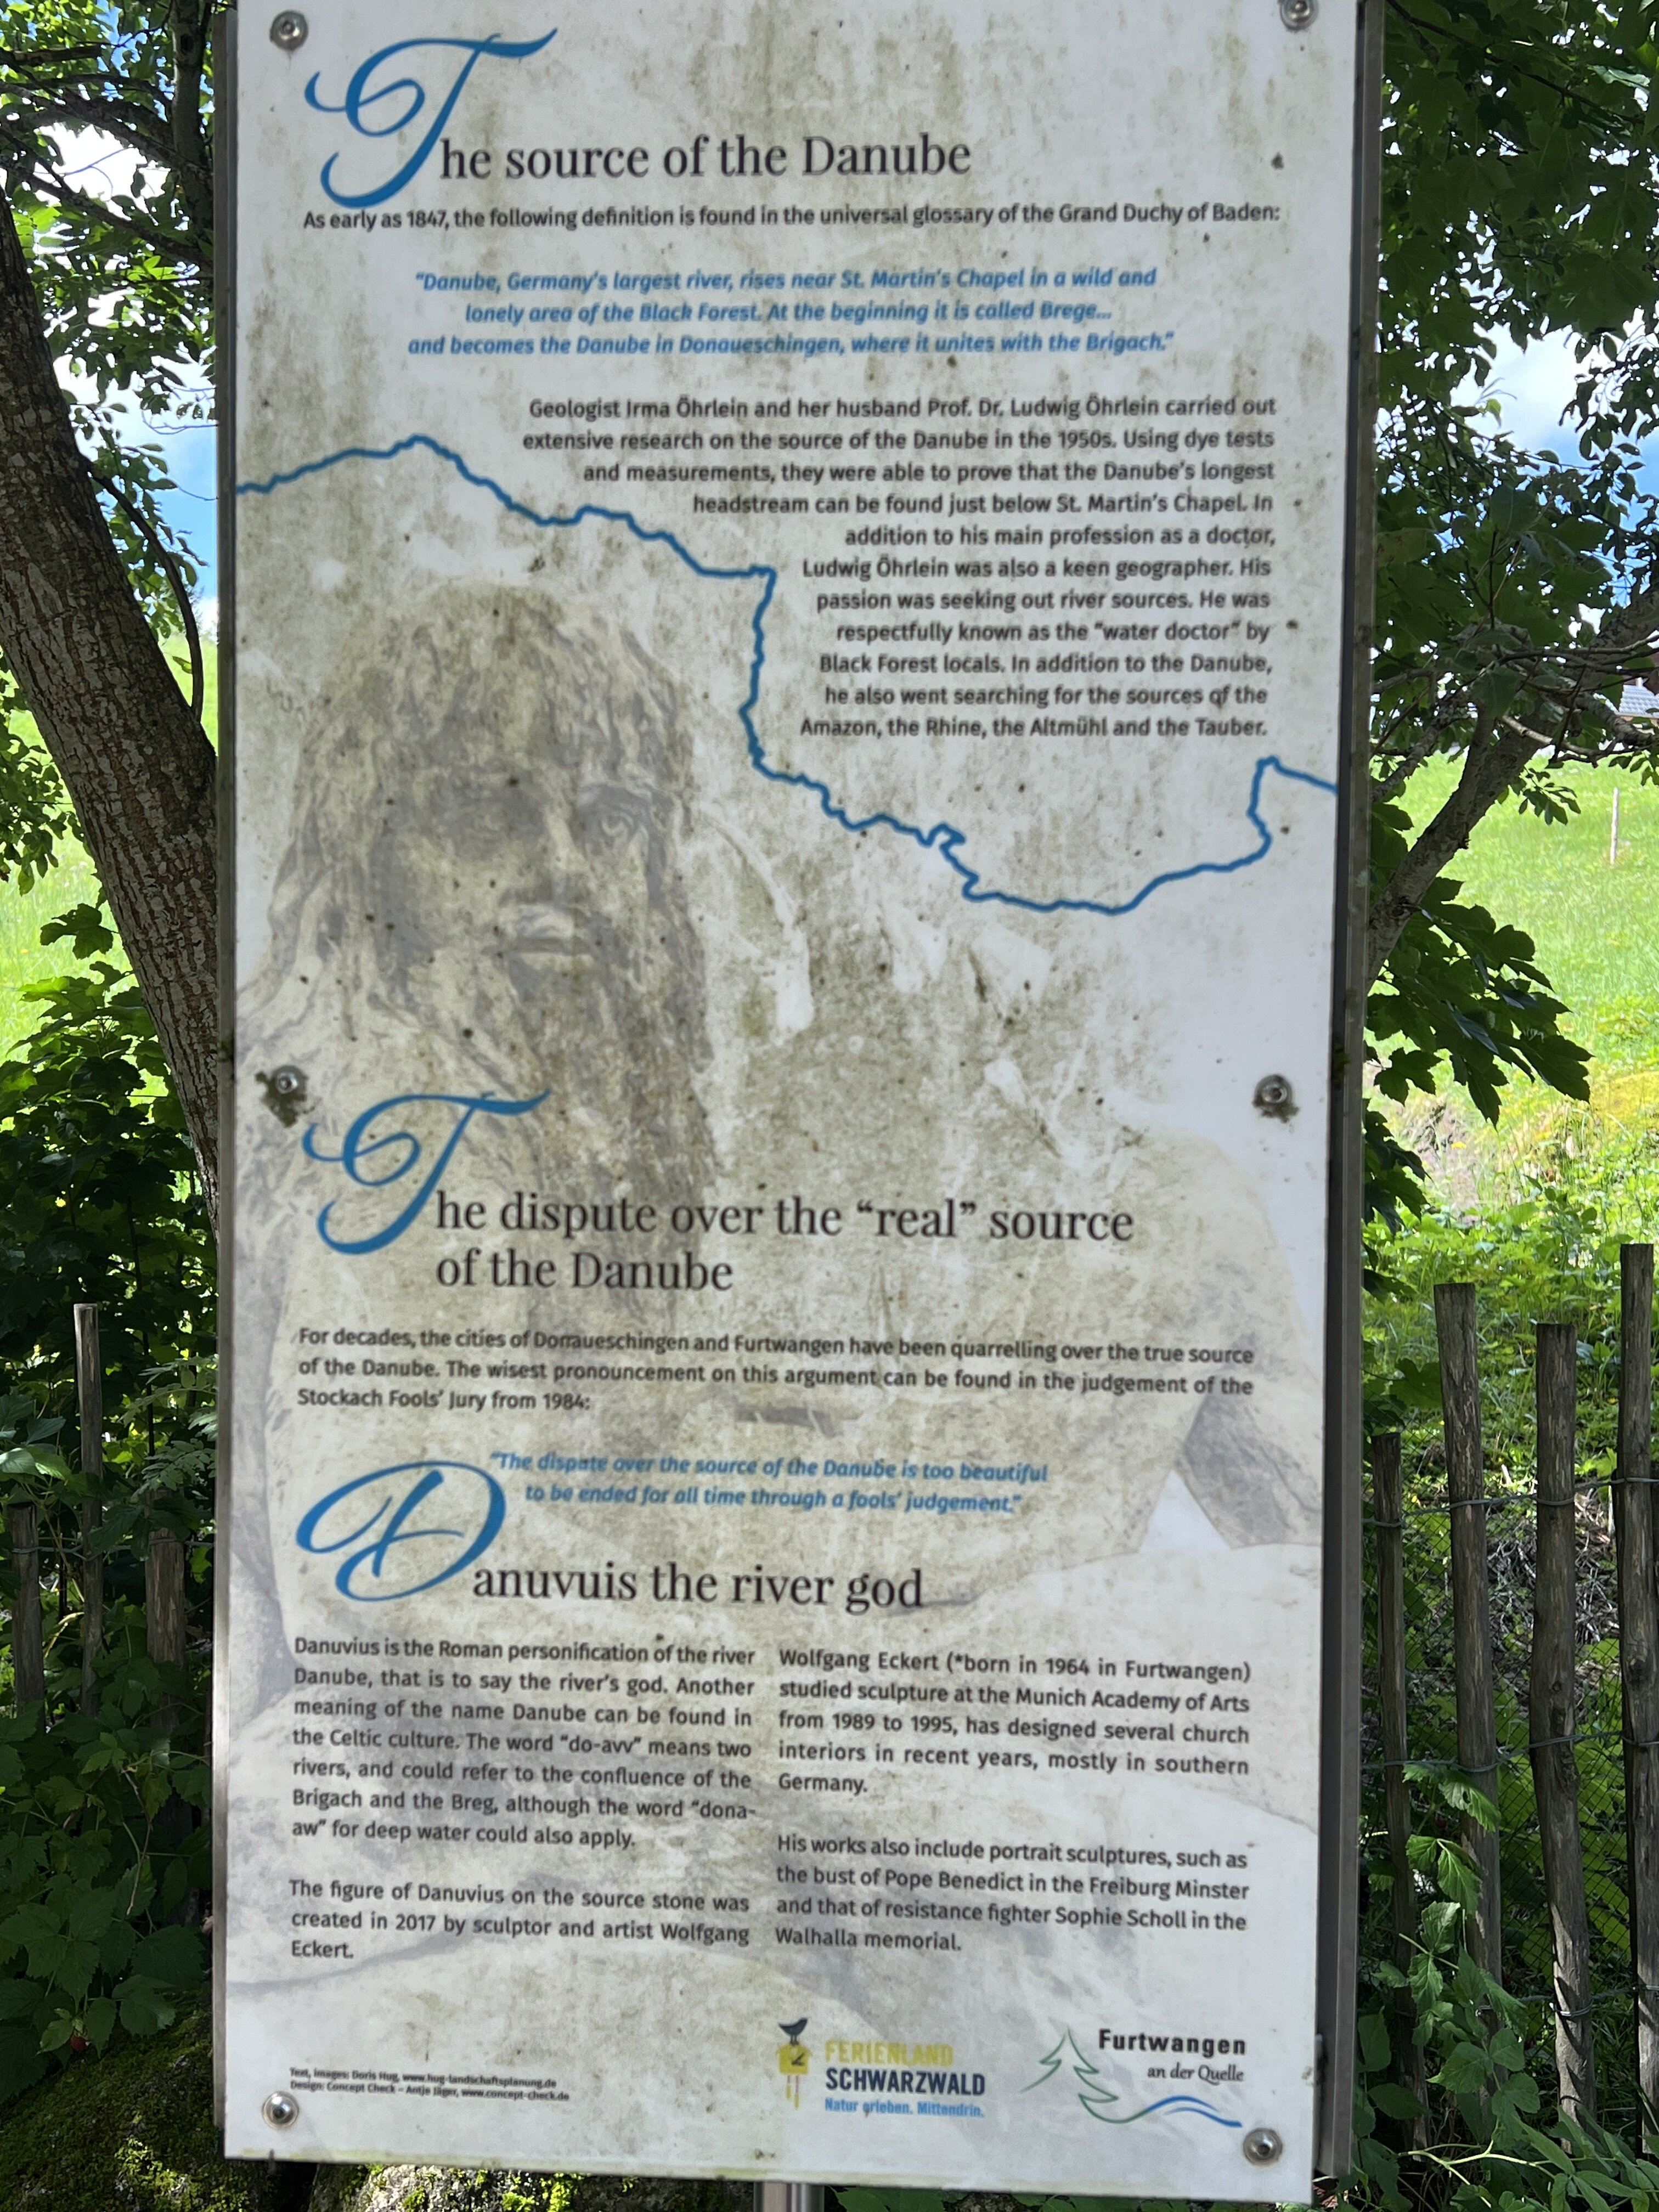 The source of the Danube
As early as 1847, the following definition is found in the universal glossary of the Grand Duchy of Baden:
“Danube, Germany’s largest river, rises near St. Martin’s Chapel in a wild and
lonely area of the Black Forest. At the beginning it is called Brege...
and becomes the Danube in Donaueschingen, where it unites with the Brigach.”
Geologist Irma Öhrlein and her husband Prof. Dr. Ludwig Öhrlein carried out
extensive research on the source of the Danube in the 1950s. Using dye tests
and measurements, they were able to prove that the Danube’s longest
headstream can be found just below St. Martin’s Chapel. In
addition to his main profession as a doctor,
Ludwig Öhrlein was also a keen geographer. His
passion was seeking out river sources. He was
respectfully known as the “water doctor” by
Black Forest locals. In addition to the Danube,
he also went searching for the sources of the
Amazon, the Rhine, the Altmühl and the Tauber.
The dispute over the “real” source
of the Danube
For decades, the cities of Donaueschingen and Furtwangen have been quarrelling over the true source
of the Danube. The wisest pronouncement on this argument can be found in the judgement of the
Stockach Fools’ Jury from 1984:
“The dispute over the source of the Danube is too beautiful
to be ended for all time through a fools’ judgement.”
Danuvuis the river god
Danuvius is the Roman personification of the river
Danube, that is to say the river’s god. Another
meaning of the name Danube can be found in
the Celtic culture. The word “do-avv” means two
rivers, and could refer to the confluence of the
Brigach and the Breg, although the word “dona-
aw” for deep water could also apply.
The figure of Danuvius on the source stone was
created in 2017 by sculptor and artist Wolfgang
Eckert.
Wolfgang Eckert (*born in 1964 in Furtwangen)
studied sculpture at the Munich Academy of Arts
from 1989 to 1995, has designed several church
interiors in recent years, mostly in southern
Germany.
His works also include portrait sculptures, such as
the bust of Pope Benedict in the Freiburg Minster
and that of resistance fighter Sophie Scholl in the
Walhalla memorial.
Text, Images: Doris Hug, www.hug-landschaftsplanung.de
Design: Concept Check – Antje Jäger, www.concept-check.de
FERIENLAND
SCHWARZWALD
Natur erleben. Mittendrin.
Furtwangen
an der Quelle